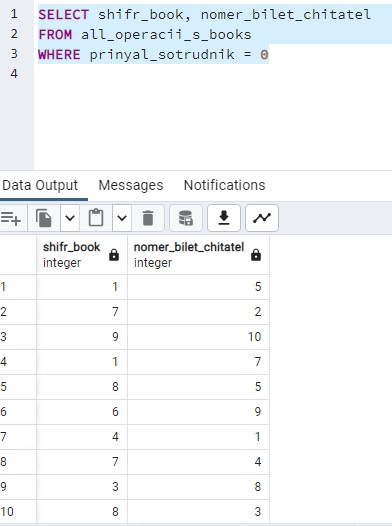 1 SELECT shifr_book, nomer_bilet_chitatel
2 FROM all_operacii_s_books
3 WHERE prinyal_sotrudnik = 0
4
Data Output Messages Notifications
shifr_book nomer_bilet_chitatel
integer integer
1 1 5
2 7 2
3 9 10
4 1 7
5 8 5
6 6 9
7 4 1
8 7 4
9 3 8
10 8 3